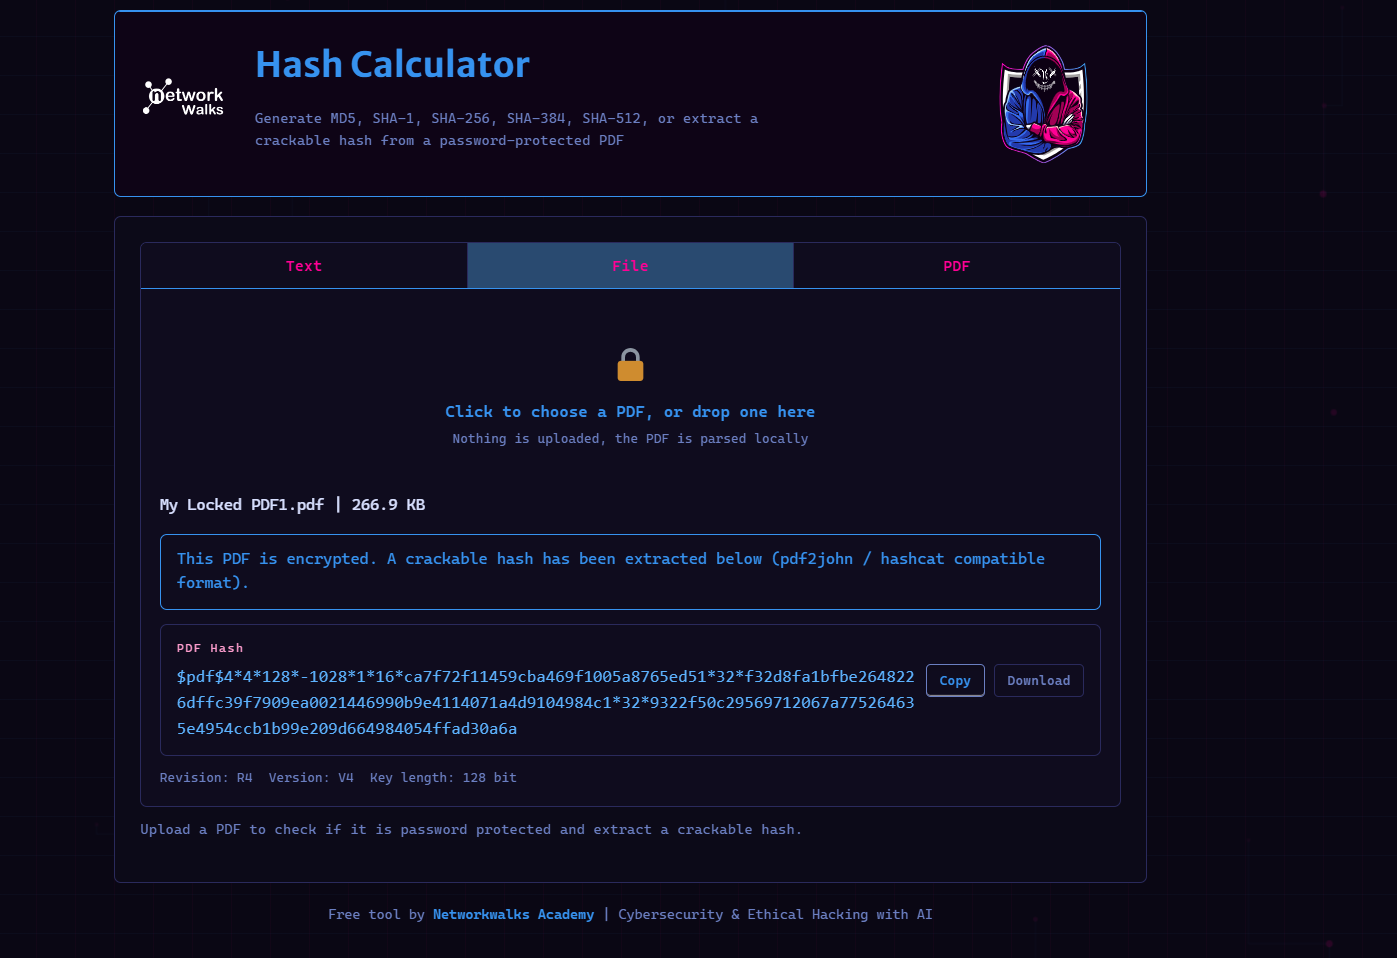 network
Walks
Hash Calculator
Generate MD5, SHA-1, SHA-256, SHA-384, SHA-512, or extract a
crackable hash from a password-protected PDF
Text
File
PDF
Click to choose a PDF, or drop one here
Nothing is uploaded, the PDF is parsed locally
My Locked PDF1.pdf | 266.9 KB
This PDF is encrypted. A crackable hash has been extracted below (pdf2john / hashcat compatible
format).
PDF Hash
$pdf$4*4*128*-1028*1*16*ca7f72f11459cba469f1005a8765ed51*32*f32d8fa1bfbe264822
6dffc39f7909ea0021446990b9e4114071a4d9104984c1*32*9322f50c29569712067a77526463
5e4954ccb1b99e209d664984054ffad30a6a
Copy
Download
Revision: R4 Version: V4 Key length: 128 bit
Upload a PDF to check if it is password protected and extract a crackable hash.
Free tool by Networkwalks Academy | Cybersecurity & Ethical Hacking with AI